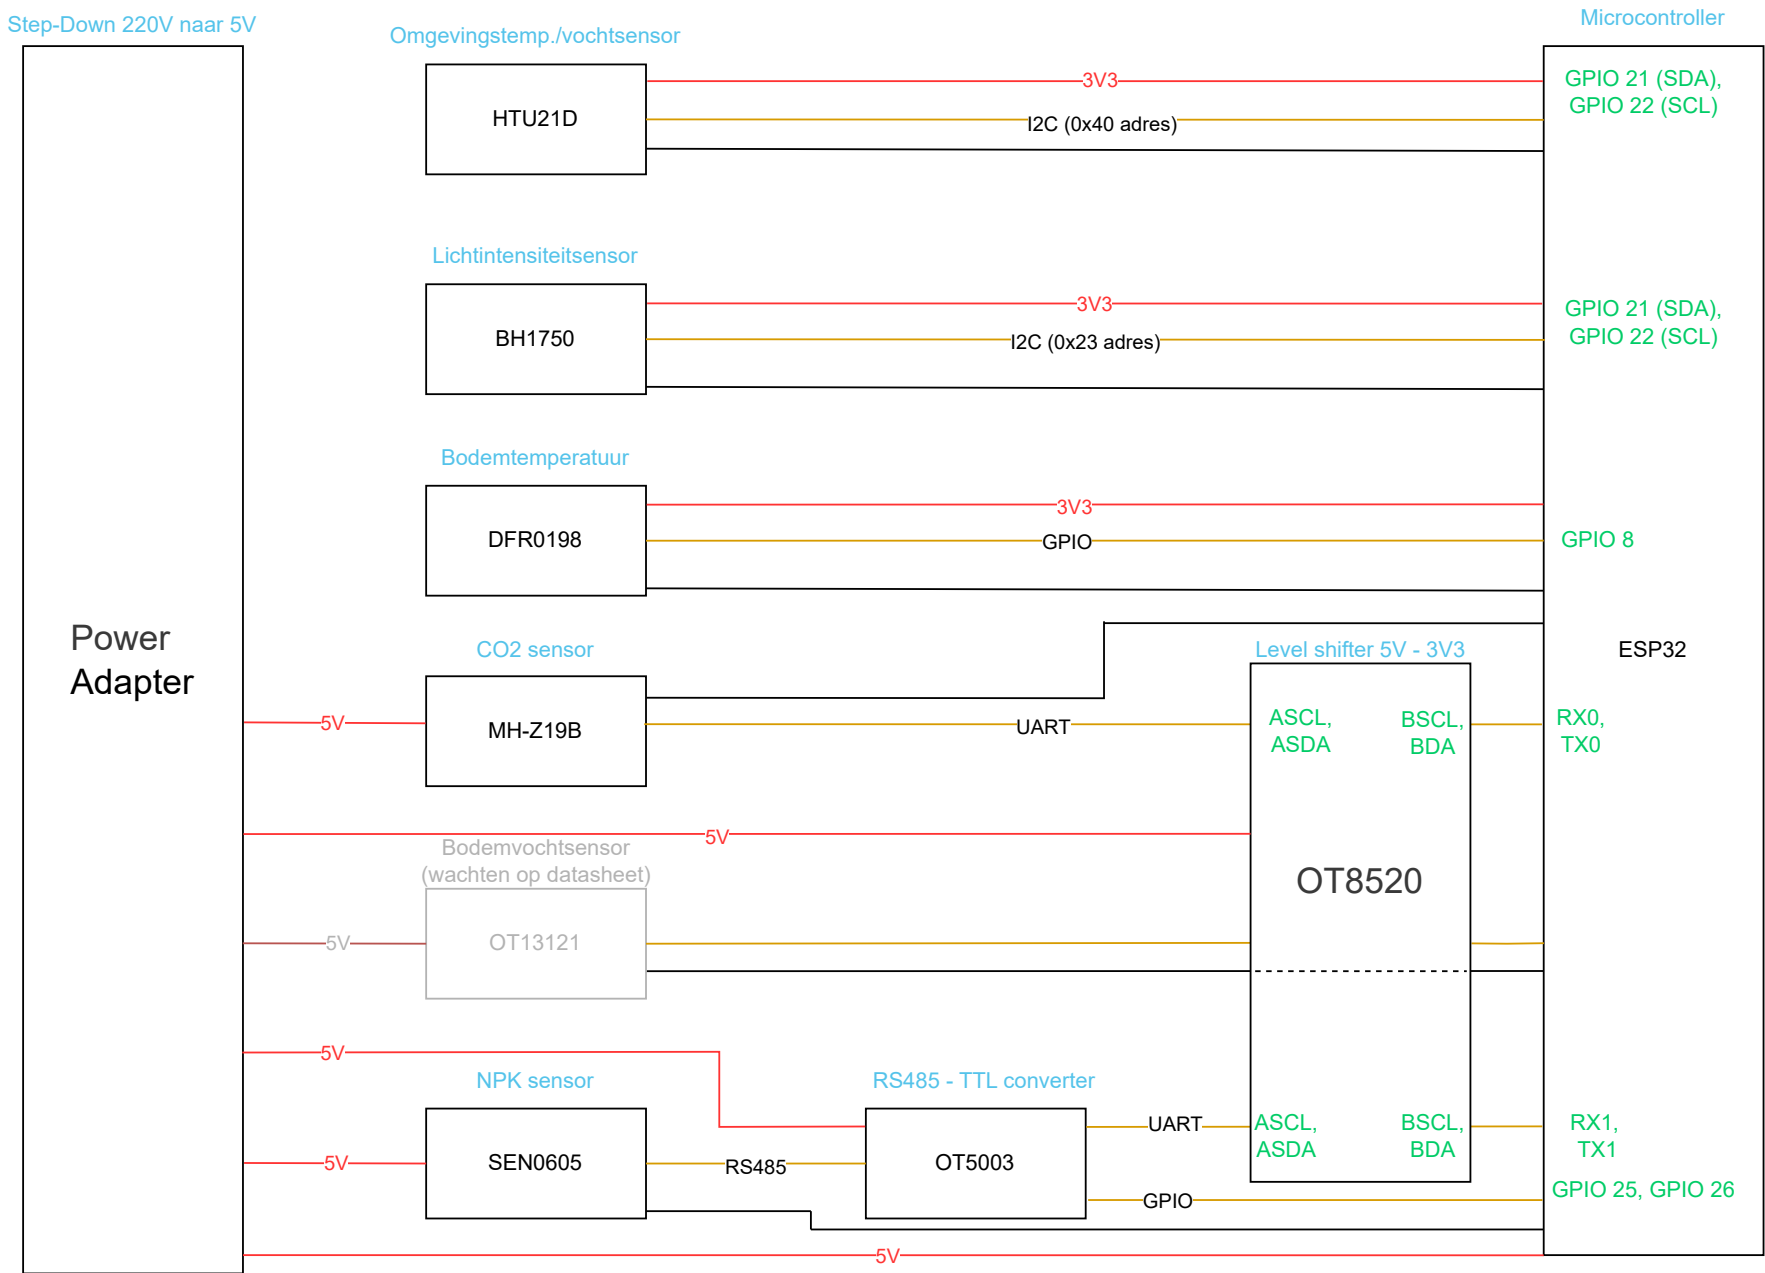 Step-Down 220V naar 5V
Microcontroller
Omgevingstemp./vochtsensor
HTU21D
3V3
I2C (0x40 adres)
GPIO 21 (SDA),
GPIO 22 (SCL)
Lichtintensiteitsensor
BH1750
3V3
I2C (0x23 adres)
GPIO 21 (SDA),
GPIO 22 (SCL)
Bodemtemperatuur
DFR0198
3V3
GPIO
GPIO 8
Power
Adapter
CO2 sensor
Level shifter 5V - 3V3
ESP32
5V
MH-Z19B
UART
ASCL,
ASDA
BSCL,
BDA
RX0,
TX0
5V
Bodemvochtsensor
(wachten op datasheet)
OT8520
5V
OT13121
5V
NPK sensor
RS485 - TTL converter
5V
SEN0605
RS485
OT5003
UART
ASCL,
ASDA
BSCL,
BDA
RX1,
TX1
GPIO
GPIO 25, GPIO 26
5V